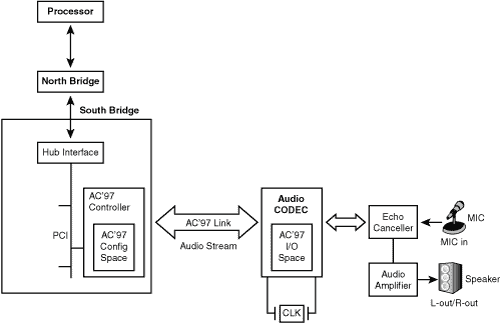 Processor
North Bridge
South Bridge
Hub Interface
AC'97
Controller
PCI
AC'97
Config
Space
AC'97 Link
Audio Stream
Audio
CODEC
AC'97
I/O
Space
CLK
Echo
Canceller
MIC
MIC in
Audio
Amplifier
Speaker
L-out/R-out